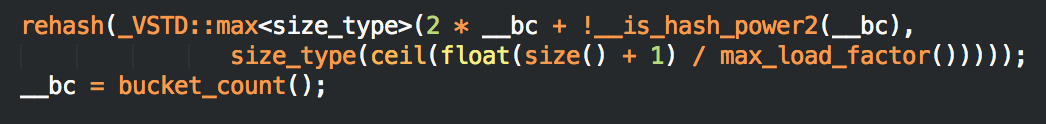 rehash(_VSTD::max<size_type>(2 * __bc + !__is_hash_power2(__bc),
size_type(ceil(float(size() + 1) / max_load_factor()))));
__bc = bucket_count();